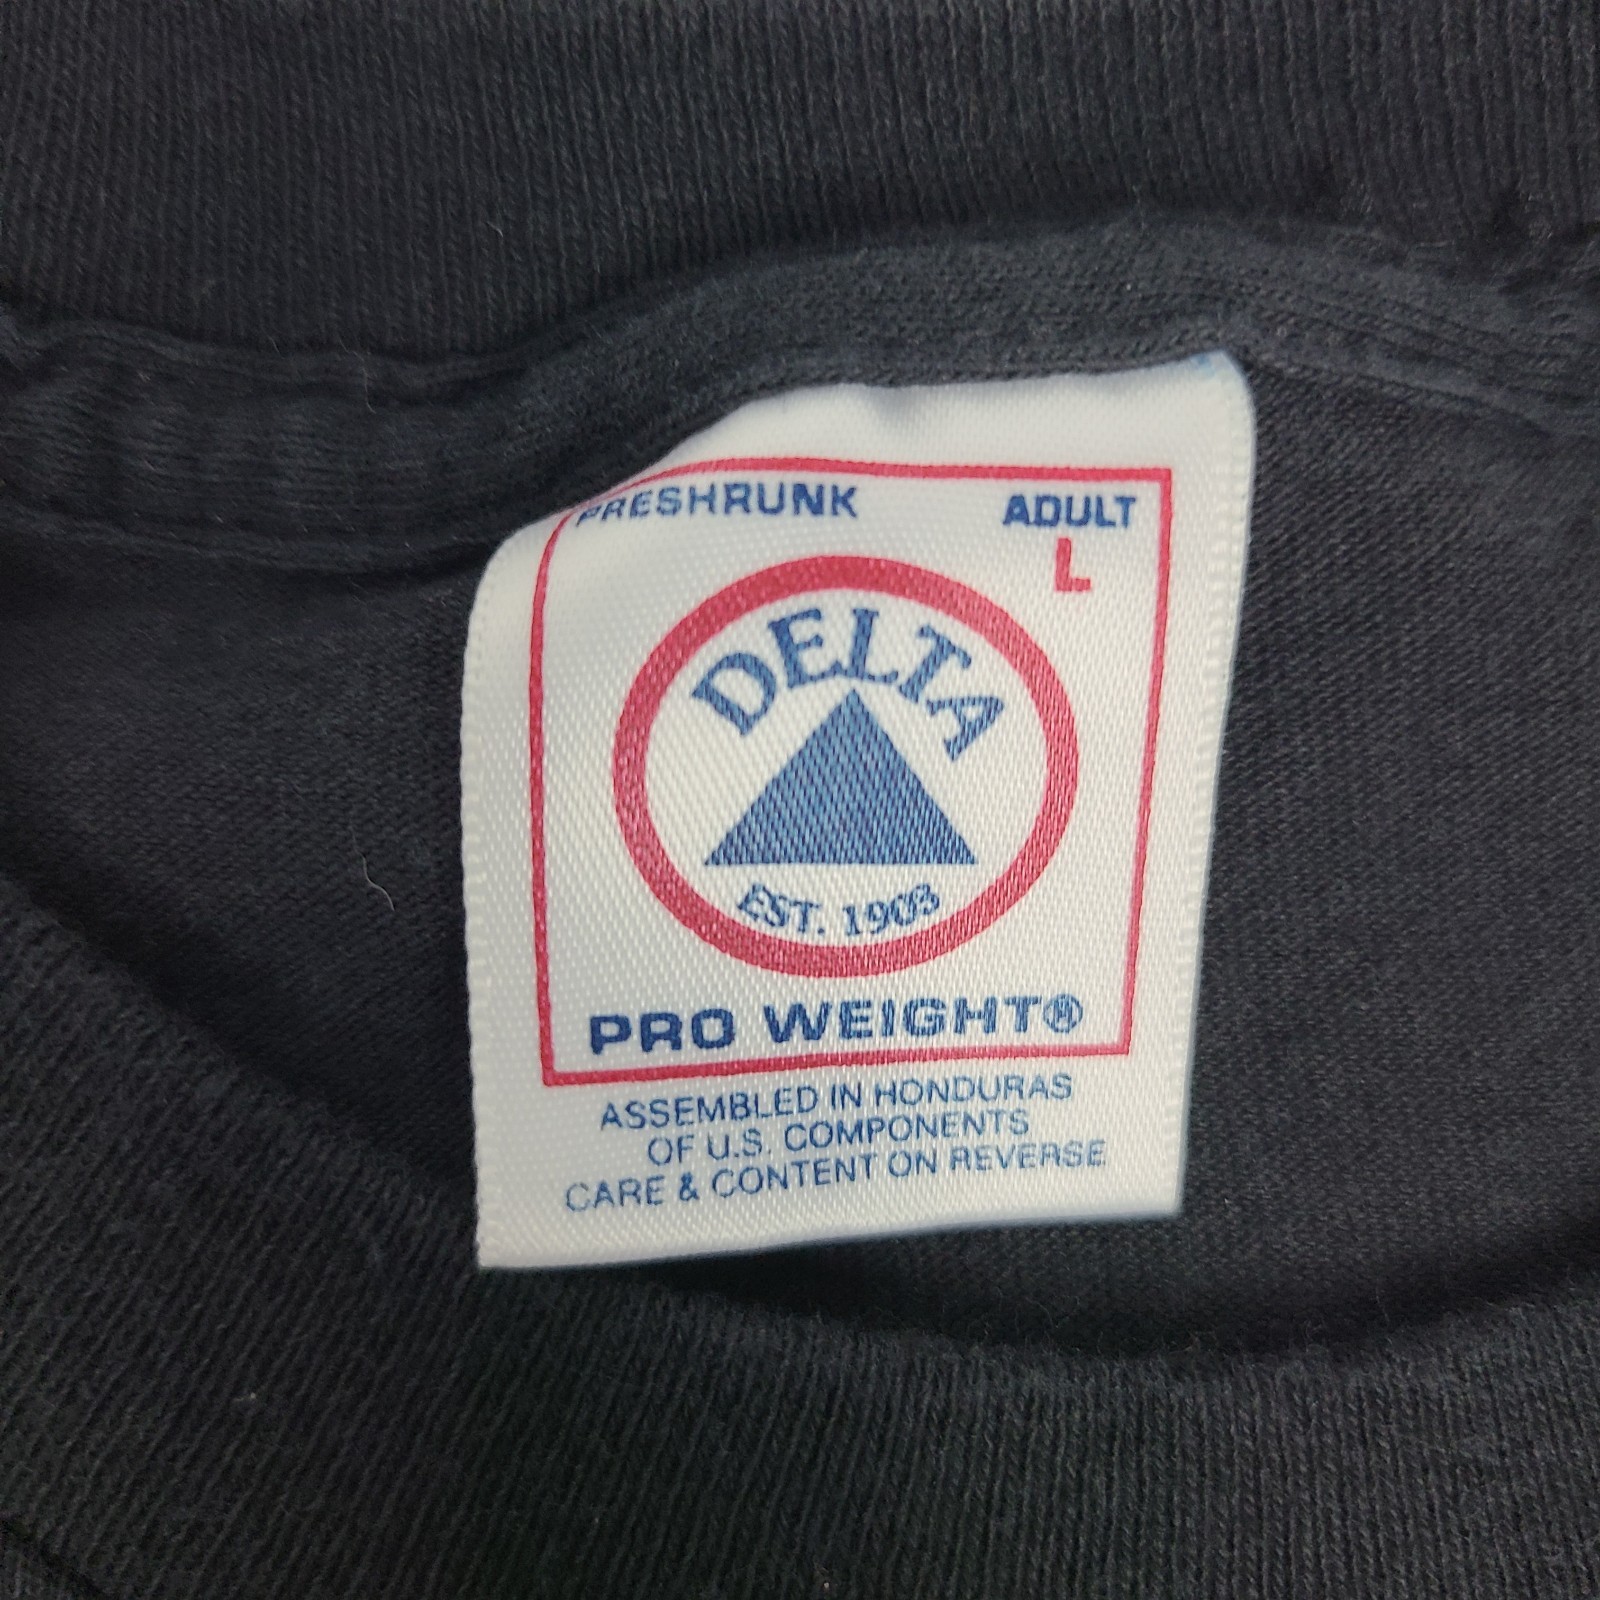 PRESHRUNK ADULT
L
DELTA
EST. 1903
PRO WEIGHT®
ASSEMBLED IN HONDURAS
OF U.S. COMPONENTS
CARE & CONTENT ON REVERSE